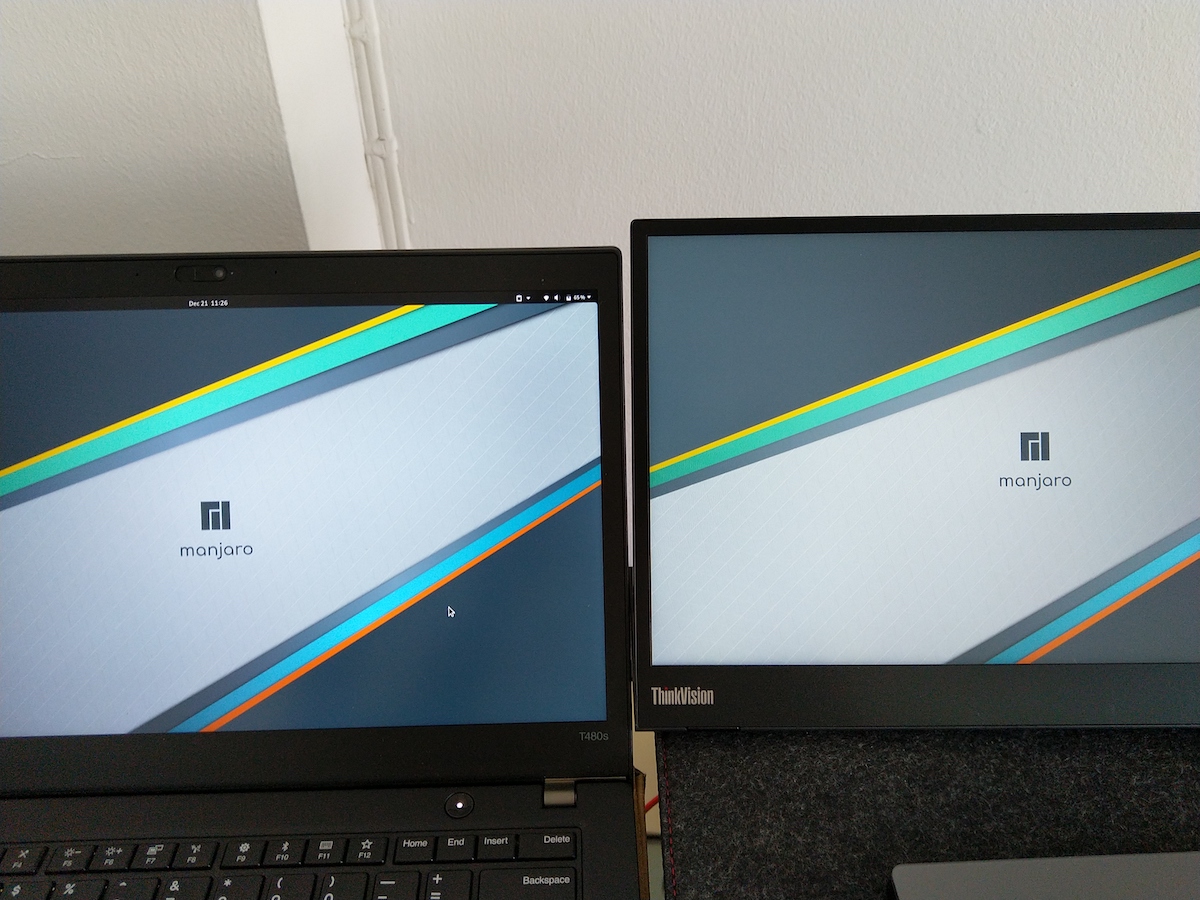 Dec 21 11:26
65 %
manjaro
manjaro
ThinkVision
T480s
Home End Insert Delete
F4 F5 F6 F7 F8 F9 F10 F11 F12
$ % ^ & * ( ) — + =
Backspace